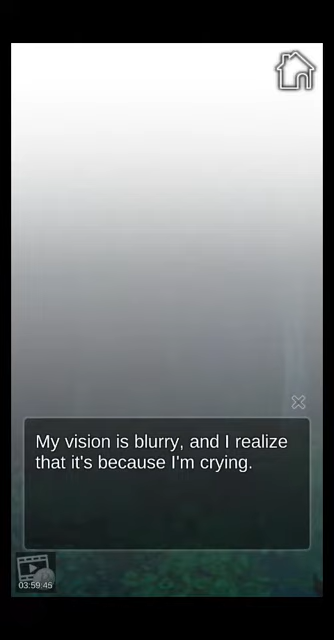 My vision is blurry, and I realize
that it's because I'm crying.
03:59:45